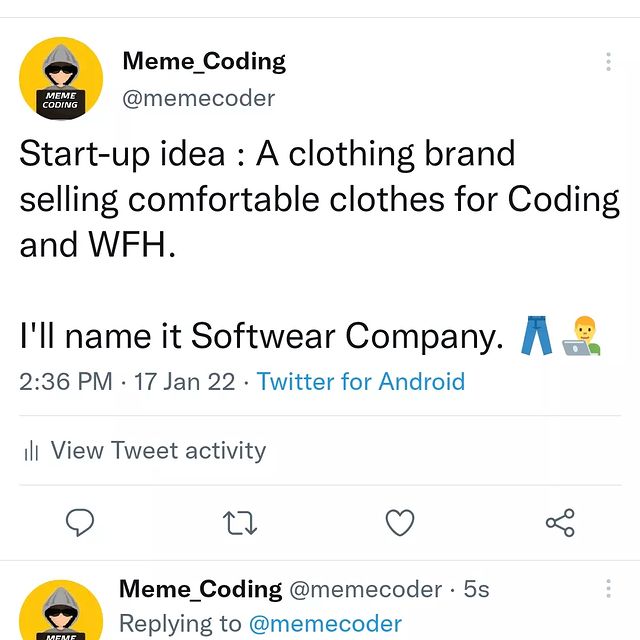 MEME
CODING
Meme_Coding
@memecoder
Start-up idea : A clothing brand
selling comfortable clothes for Coding
and WFH.
I'll name it Softwear Company. 👖👨‍💻
2:36 PM · 17 Jan 22 · Twitter for Android
View Tweet activity
Meme_Coding @memecoder · 5s
Replying to @memecoder
MEME